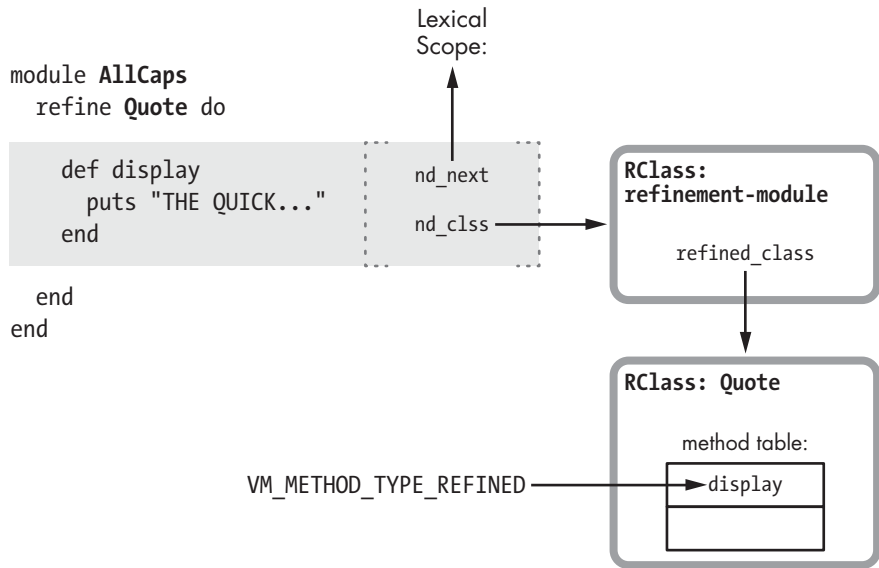 Lexical
Scope:
module AllCaps
refine Quote do
def display
puts "THE QUICK..."
end
end
end
nd_next
nd_clss
RClass:
refinement-module
refined_class
RClass: Quote
method table:
VM_METHOD_TYPE_REFINED
display